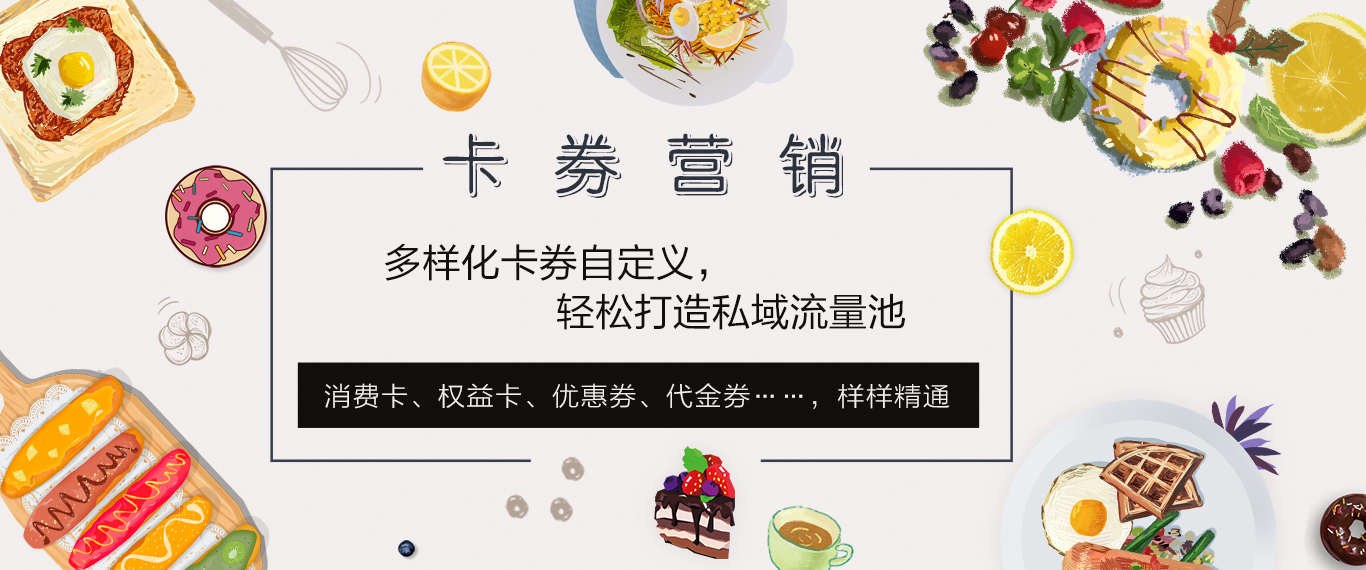 卡券营销
多样化卡券自定义，
轻松打造私域流量池
消费卡、权益卡、优惠券、代金券……，样样精通